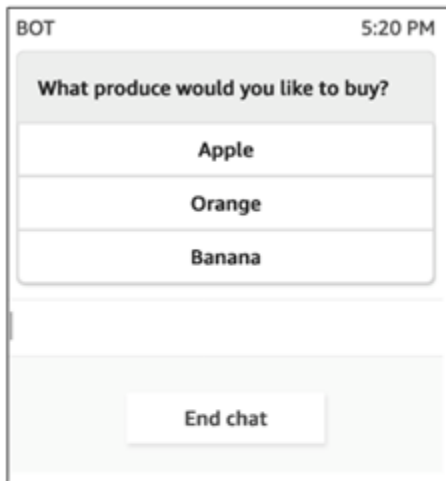 BOT 5:20 PM
What produce would you like to buy?
Apple
Orange
Banana
End chat